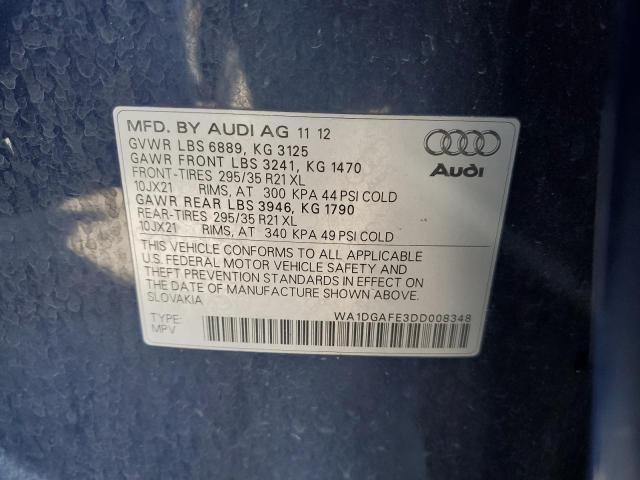 MFD. BY AUDI AG 11 12
GVWR LBS 6889, KG 3125
GAWR FRONT LBS 3241, KG 1470
FRONT-TIRES 295/35 R21 XL
10JX21 RIMS, AT 300 KPA 44 PSI COLD
GAWR REAR LBS 3946, KG 1790
REAR-TIRES 295/35 R21 XL
10JX21 RIMS, AT 340 KPA 49 PSI COLD
Audi
THIS VEHICLE CONFORMS TO ALL APPLICABLE
U.S. FEDERAL MOTOR VEHICLE SAFETY AND
THEFT PREVENTION STANDARDS IN EFFECT ON
THE DATE OF MANUFACTURE SHOWN ABOVE.
SLOVAKIA
WA1DGAFE3DD008348
TYPE:
MPV